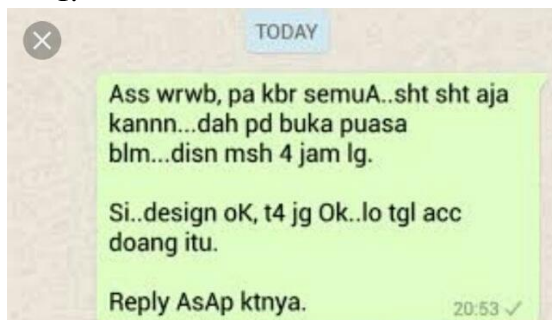 TODAY
Ass wrwb, pa kbr semuA..sht sht aja
kannn...dah pd buka puasa
blm...disn msh 4 jam lg.
Si..design oK, t4 jg Ok..lo tgl acc
doang itu.
Reply AsAp ktnya.
20:53